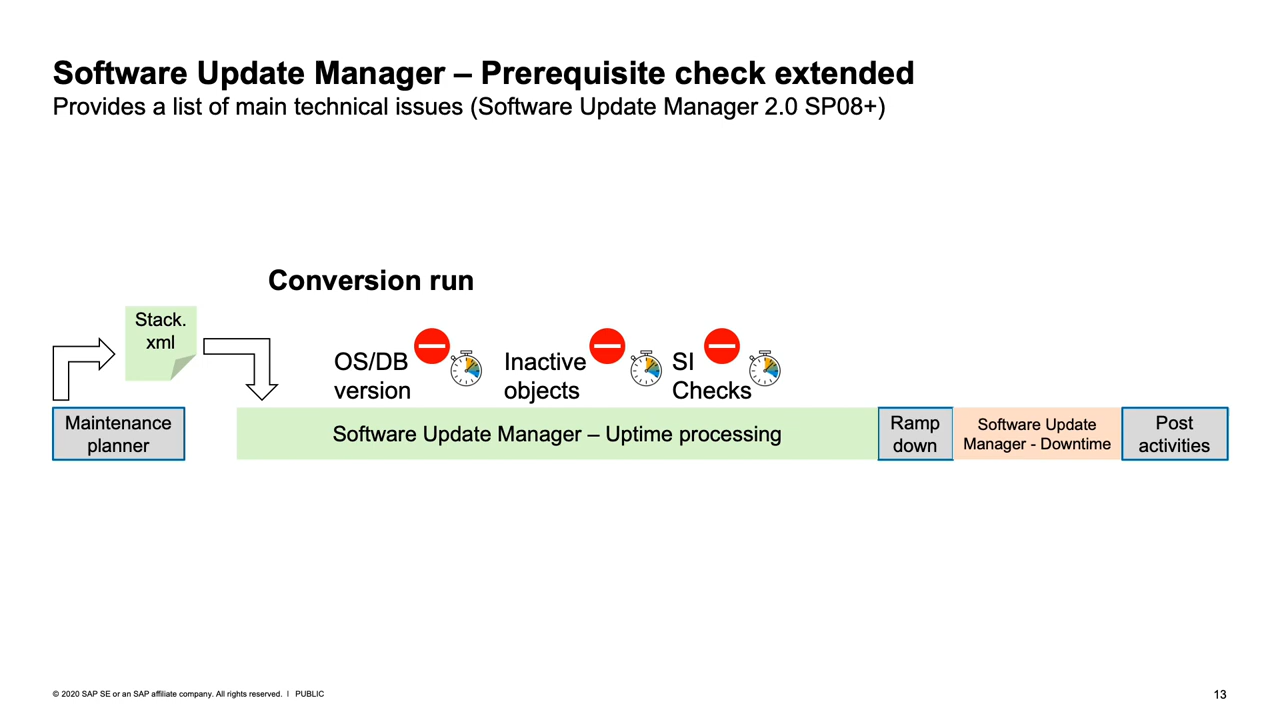 Software Update Manager – Prerequisite check extended
Provides a list of main technical issues (Software Update Manager 2.0 SP08+)
Conversion run
Stack.
xml
OS/DB
version
Inactive
objects
SI
Checks
Maintenance
planner
Software Update Manager – Uptime processing
Ramp
down
Software Update
Manager - Downtime
Post
activities
© 2020 SAP SE or an SAP affiliate company. All rights reserved. ǀ PUBLIC
13